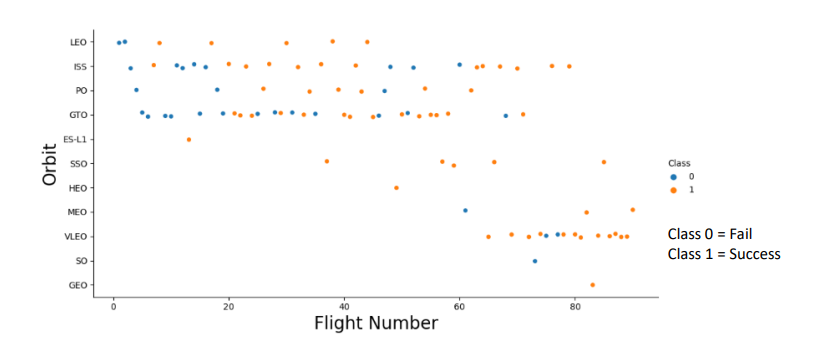 LEO
ISS
PO
GTO
ES-L1
SSO
HEO
MEO
VLEO
SO
GEO
Orbit
0
20
40
60
80
Flight Number
Class
0
1
Class 0 = Fail
Class 1 = Success